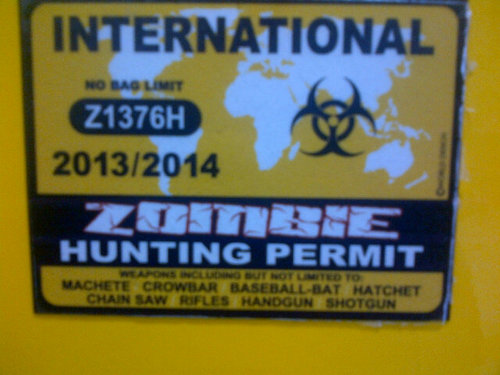 INTERNATIONAL
NO BAG LIMIT
Z1376H
2013/2014
ZOMBIE
HUNTING PERMIT
WEAPONS INCLUDING BUT NOT LIMITED TO:
MACHETE CROWBAR BASEBALL-BAT HATCHET
CHAIN SAW RIFLES HANDGUN SHOTGUN